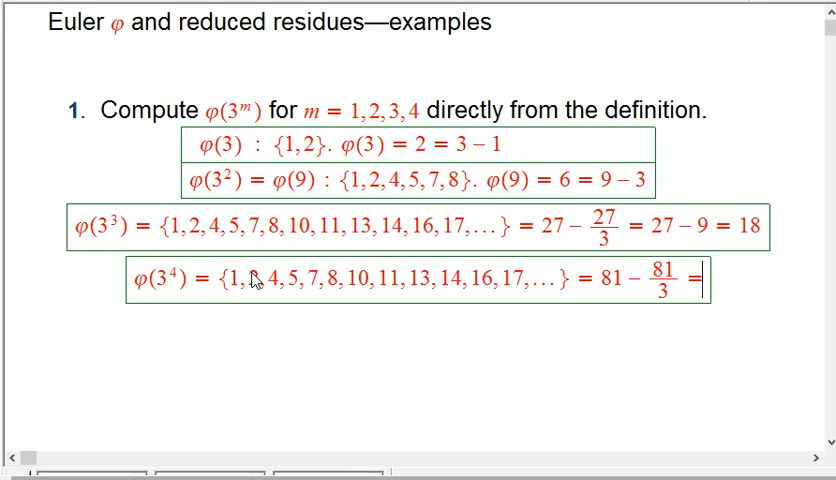 Euler φ and reduced residues—examples
1. Compute φ(3^m) for m = 1,2,3,4 directly from the definition.
φ(3) : {1,2}. φ(3) = 2 = 3 − 1
φ(3^2) = φ(9) : {1,2,4,5,7,8}. φ(9) = 6 = 9 − 3
φ(3^3) = {1,2,4,5,7,8,10,11,13,14,16,17,... } = 27 − 27/3 = 27 − 9 = 18
φ(3^4) = {1,2,4,5,7,8,10,11,13,14,16,17,... } = 81 − 81/3 =